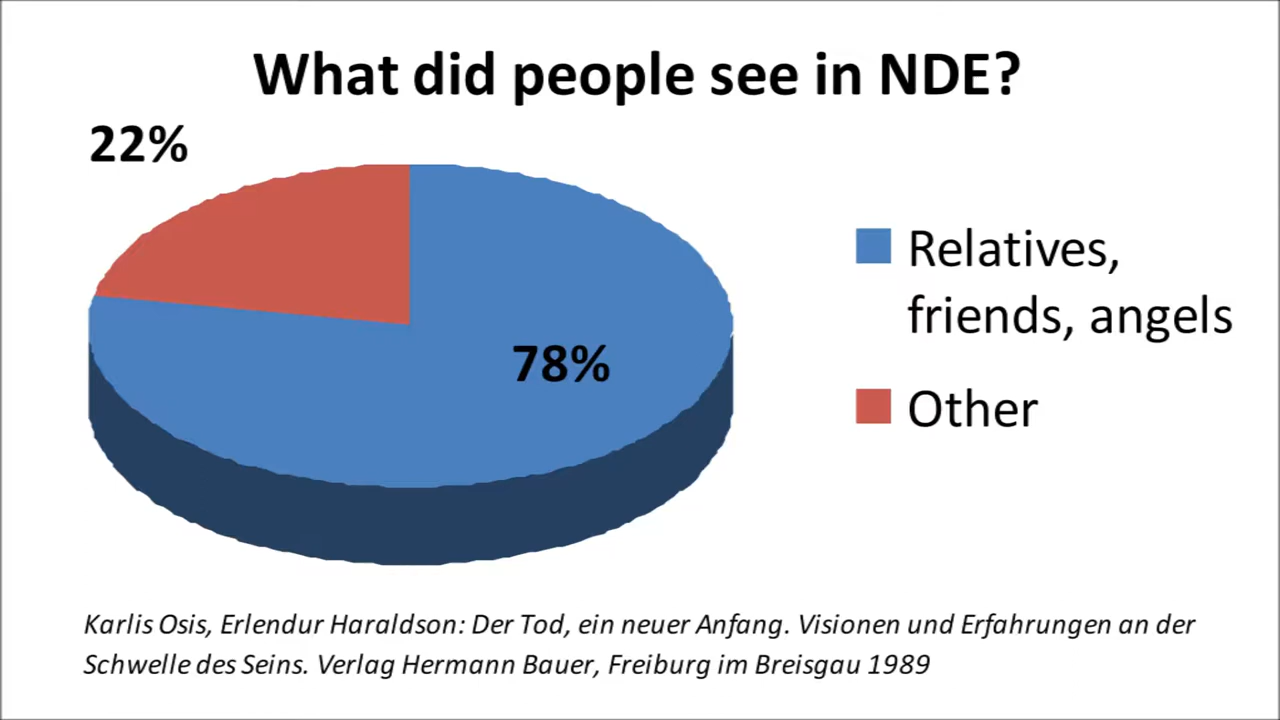 What did people see in NDE?
22%
78%
Relatives,
friends, angels
Other
Karlis Osis, Erlendur Haraldson: Der Tod, ein neuer Anfang. Visionen und Erfahrungen an der
Schwelle des Seins. Verlag Hermann Bauer, Freiburg im Breisgau 1989